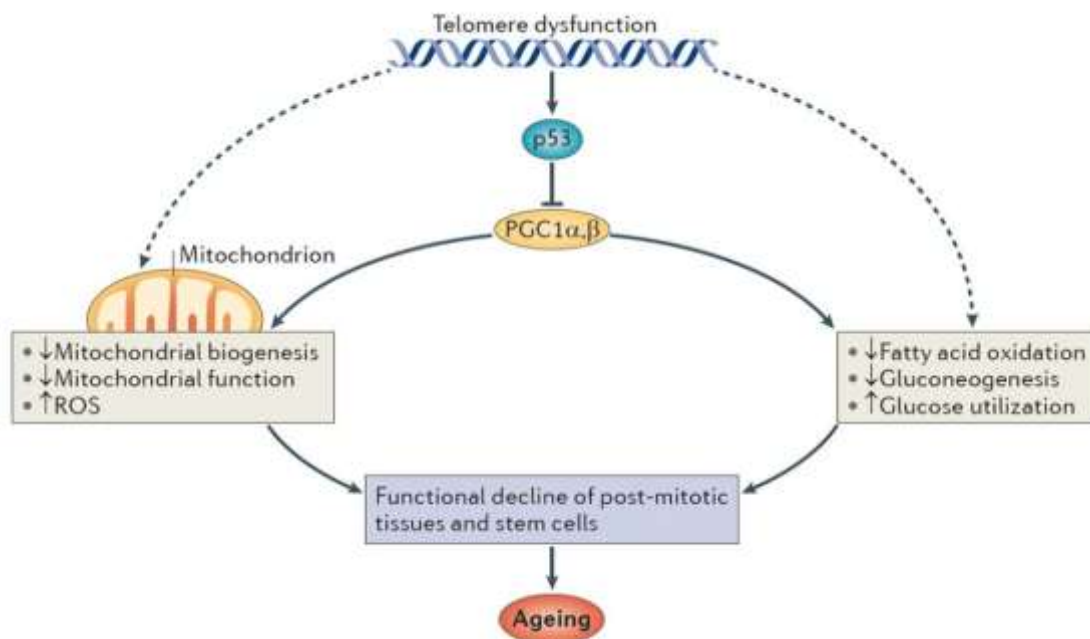 Telomere dysfunction
p53
PGC1α,β
Mitochondrion
• ↓Mitochondrial biogenesis
• ↓Mitochondrial function
• ↑ROS
• ↓Fatty acid oxidation
• ↓Gluconeogenesis
• ↑Glucose utilization
Functional decline of post-mitotic
tissues and stem cells
Ageing